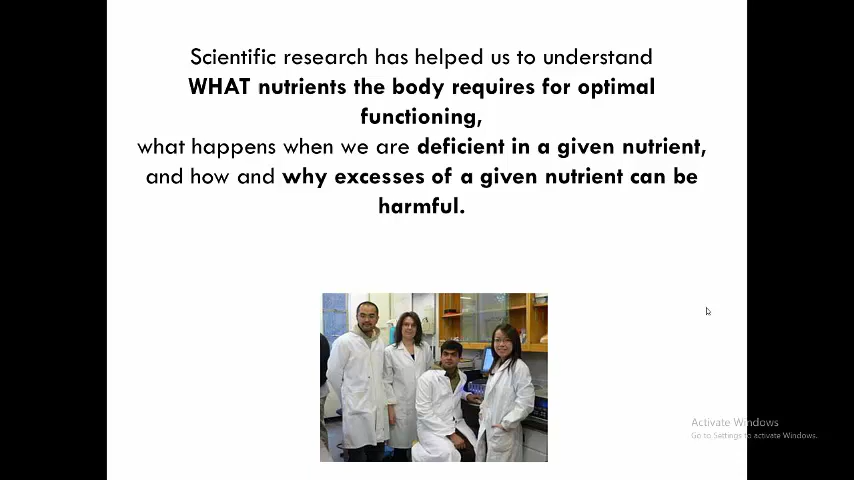 Scientific research has helped us to understand
WHAT nutrients the body requires for optimal
functioning,
what happens when we are deficient in a given nutrient,
and how and why excesses of a given nutrient can be
harmful.
Activate Windows
Go to Settings to activate Windows.